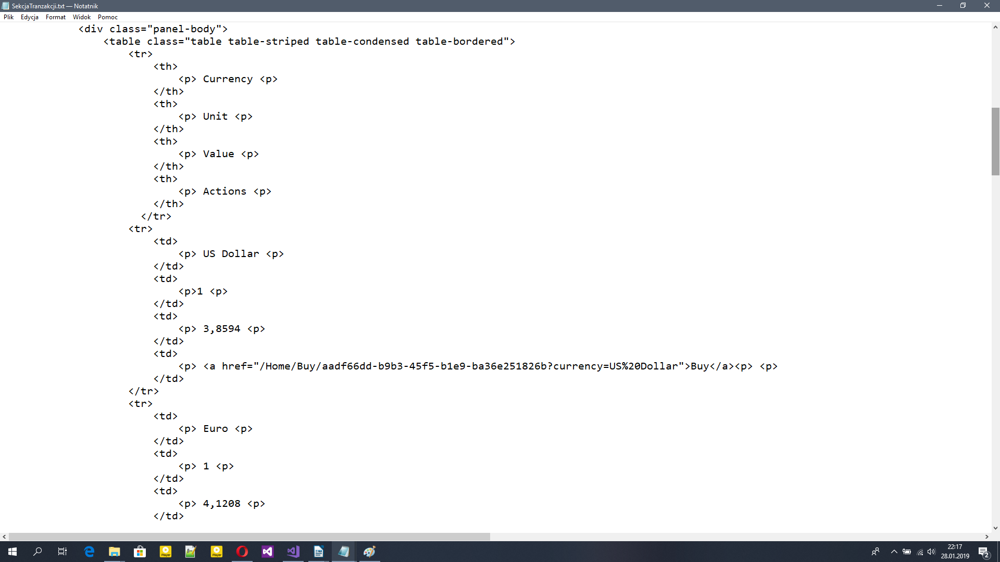 SekcjaTranzakcji.txt — Notatnik
Plik Edycja Format Widok Pomoc
<div class="panel-body">
<table class="table table-striped table-condensed table-bordered">
<tr>
<th>
<p> Currency <p>
</th>
<th>
<p> Unit <p>
</th>
<th>
<p> Value <p>
</th>
<th>
<p> Actions <p>
</th>
</tr>
<tr>
<td>
<p> US Dollar <p>
</td>
<td>
<p>1 <p>
</td>
<td>
<p> 3,8594 <p>
</td>
<td>
<p> <a href="/Home/Buy/aadf66dd-b9b3-45f5-b1e9-ba36e251826b?currency=US%20Dollar">Buy</a><p> <p>
</td>
</tr>
<tr>
<td>
<p> Euro <p>
</td>
<td>
<p> 1 <p>
</td>
<td>
<p> 4,1208 <p>
</td>
Player
Player
22:17
28.01.2019
2